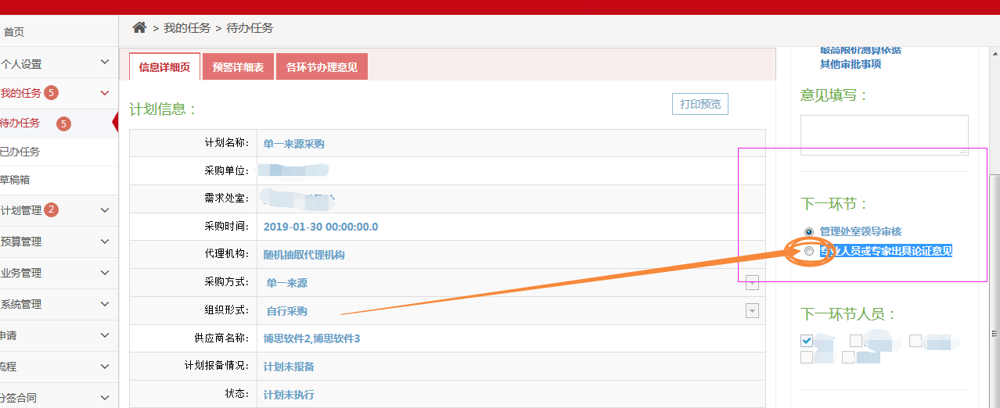 首页
> 我的任务 > 待办任务
个人设置
我的任务 5
待办任务 5
已办任务
草稿箱
计划管理 2
预算管理
业务管理
系统管理
申请
流程
分签合同
信息详细页 预警详细表 各环节办理意见
计划信息：
打印预览
计划名称： 单一来源采购
采购单位：
需求处室：
采购时间： 2019-01-30 00:00:00.0
代理机构： 随机抽取代理机构
采购方式： 单一来源
组织形式： 自行采购
供应商名称： 博思软件2,博思软件3
计划报备情况： 计划未报备
状态： 计划未执行
最高限价测算依据
其他审批事项
意见填写：
下一环节：
管理处室领导审核
专业人员或专家出具论证意见
下一环节人员：